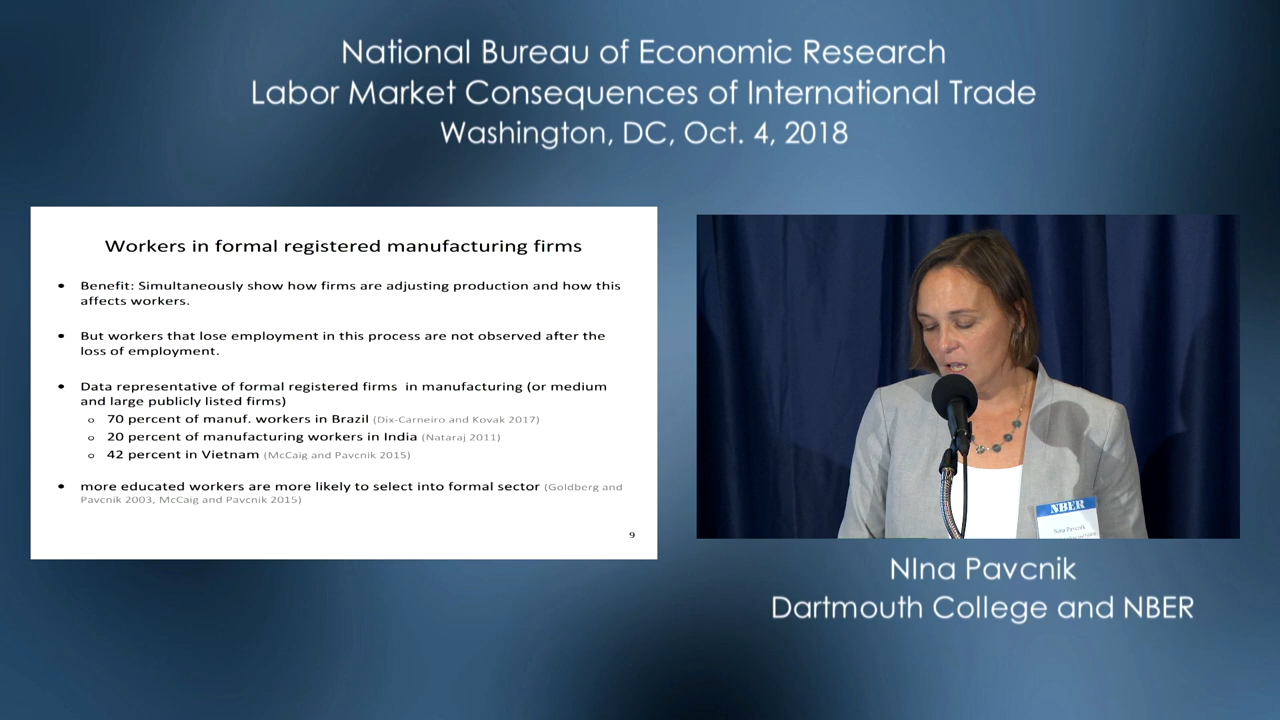 National Bureau of Economic Research
Labor Market Consequences of International Trade
Washington, DC, Oct. 4, 2018
Workers in formal registered manufacturing firms
• Benefit: Simultaneously show how firms are adjusting production and how this
affects workers.
• But workers that lose employment in this process are not observed after the
loss of employment.
• Data representative of formal registered firms in manufacturing (or medium
and large publicly listed firms)
o 70 percent of manuf. workers in Brazil (Dix-Carneiro and Kovak 2017)
o 20 percent of manufacturing workers in India (Nataraj 2011)
o 42 percent in Vietnam (McCaig and Pavcnik 2015)
• more educated workers are more likely to select into formal sector (Goldberg and
Pavcnik 2003, McCaig and Pavcnik 2015)
9
NBER
Nina Pavcnik
NIna Pavcnik
Dartmouth College and NBER